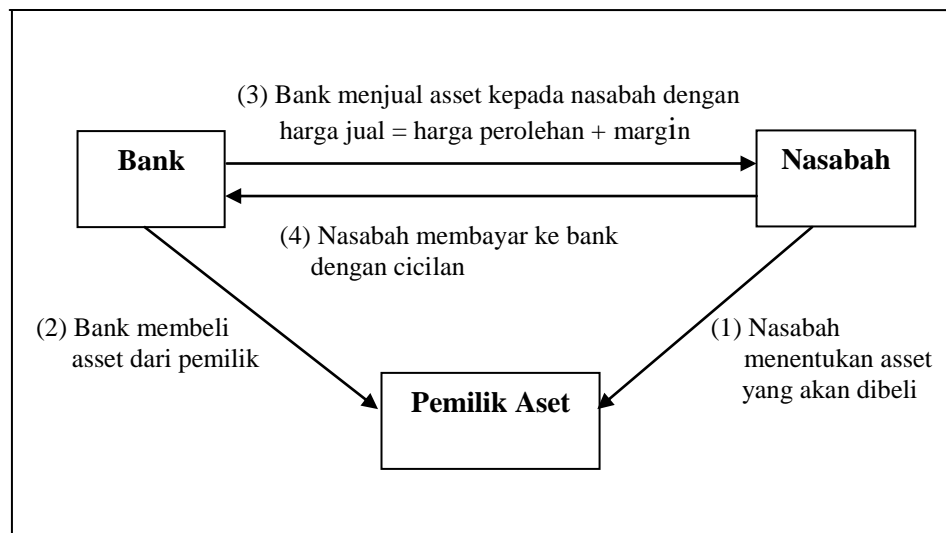 (3) Bank menjual asset kepada nasabah dengan
harga jual = harga perolehan + margin
Bank
Nasabah
(4) Nasabah membayar ke bank
dengan cicilan
(2) Bank membeli
asset dari pemilik
(1) Nasabah
menentukan asset
yang akan dibeli
Pemilik Aset